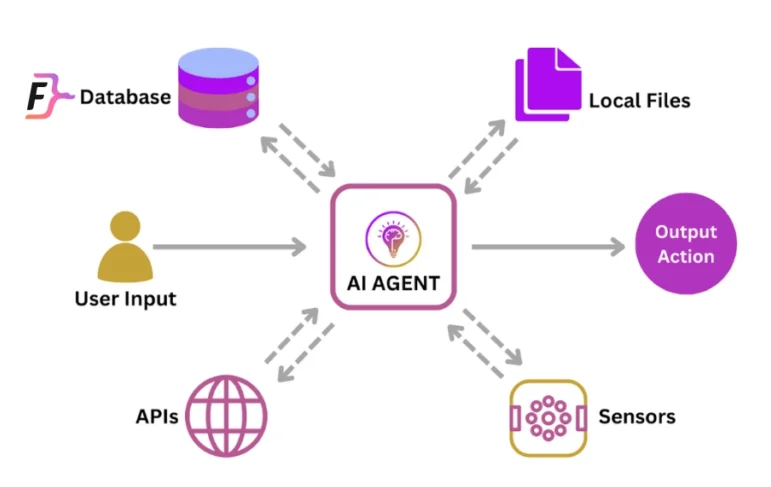 F
Database
Local Files
User Input
AI AGENT
Output
Action
APIs
Sensors